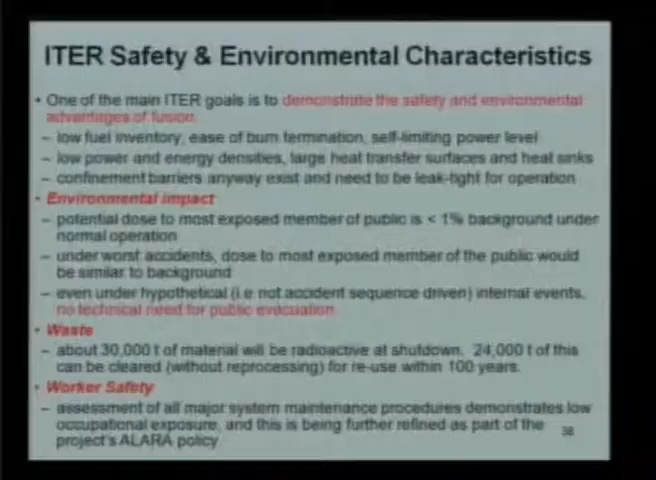 ITER Safety & Environmental Characteristics
• One of the main ITER goals is to demonstrate the safety and environmental
advantages of fusion:
– low fuel inventory, ease of burn termination, self-limiting power level
– low power and energy densities, large heat transfer surfaces and heat sinks
– confinement barriers anyway exist and need to be leak-tight for operation
• Environmental impact
– potential dose to most exposed member of public is < 1% background under
normal operation
– under worst accidents, dose to most exposed member of the public would
be similar to background
– even under hypothetical (i.e not accident sequence driven) internal events,
no technical need for public evacuation.
• Waste
– about 30,000 t of material will be radioactive at shutdown. 24,000 t of this
can be cleared (without reprocessing) for re-use within 100 years.
• Worker Safety
– assessment of all major system maintenance procedures demonstrates low
occupational exposure, and this is being further refined as part of the
project's ALARA policy
38